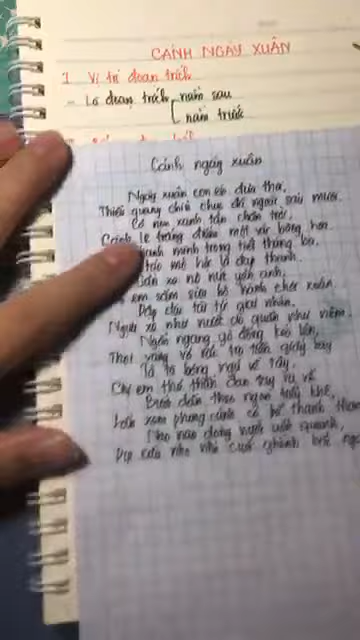 CẢNH NGÀY XUÂN
1. Vị trí đoạn trích
- Là đoạn trích nằm sau
nằm trước
Cảnh ngày xuân
Ngày xuân con én đưa thoi,
Thiều quang chín chục đã ngoài sáu mươi.
Cỏ non xanh tận chân trời,
Cành lê trắng điểm một vài bông hoa.
Thanh minh trong tiết tháng ba,
tảo mộ hội là đạp thanh.
Gần xa nô nức yến anh,
em sắm sửa bộ hành chơi xuân.
Dập dìu tài tử giai nhân,
Ngựa xe như nước áo quần như nêm.
Ngổn ngang gò đống kéo lên,
Thoi vàng vó rắc tro tiền giấy bay
Tà tà bóng ngả về tây,
Chị em thơ thẩn dan tay ra về
Bước dần theo ngọn tiểu khê,
Lần xem phong cảnh có bề thanh thanh
Nao nao dòng nước uốn quanh,
Dịp cầu nho nhỏ cuối ghềnh bắc